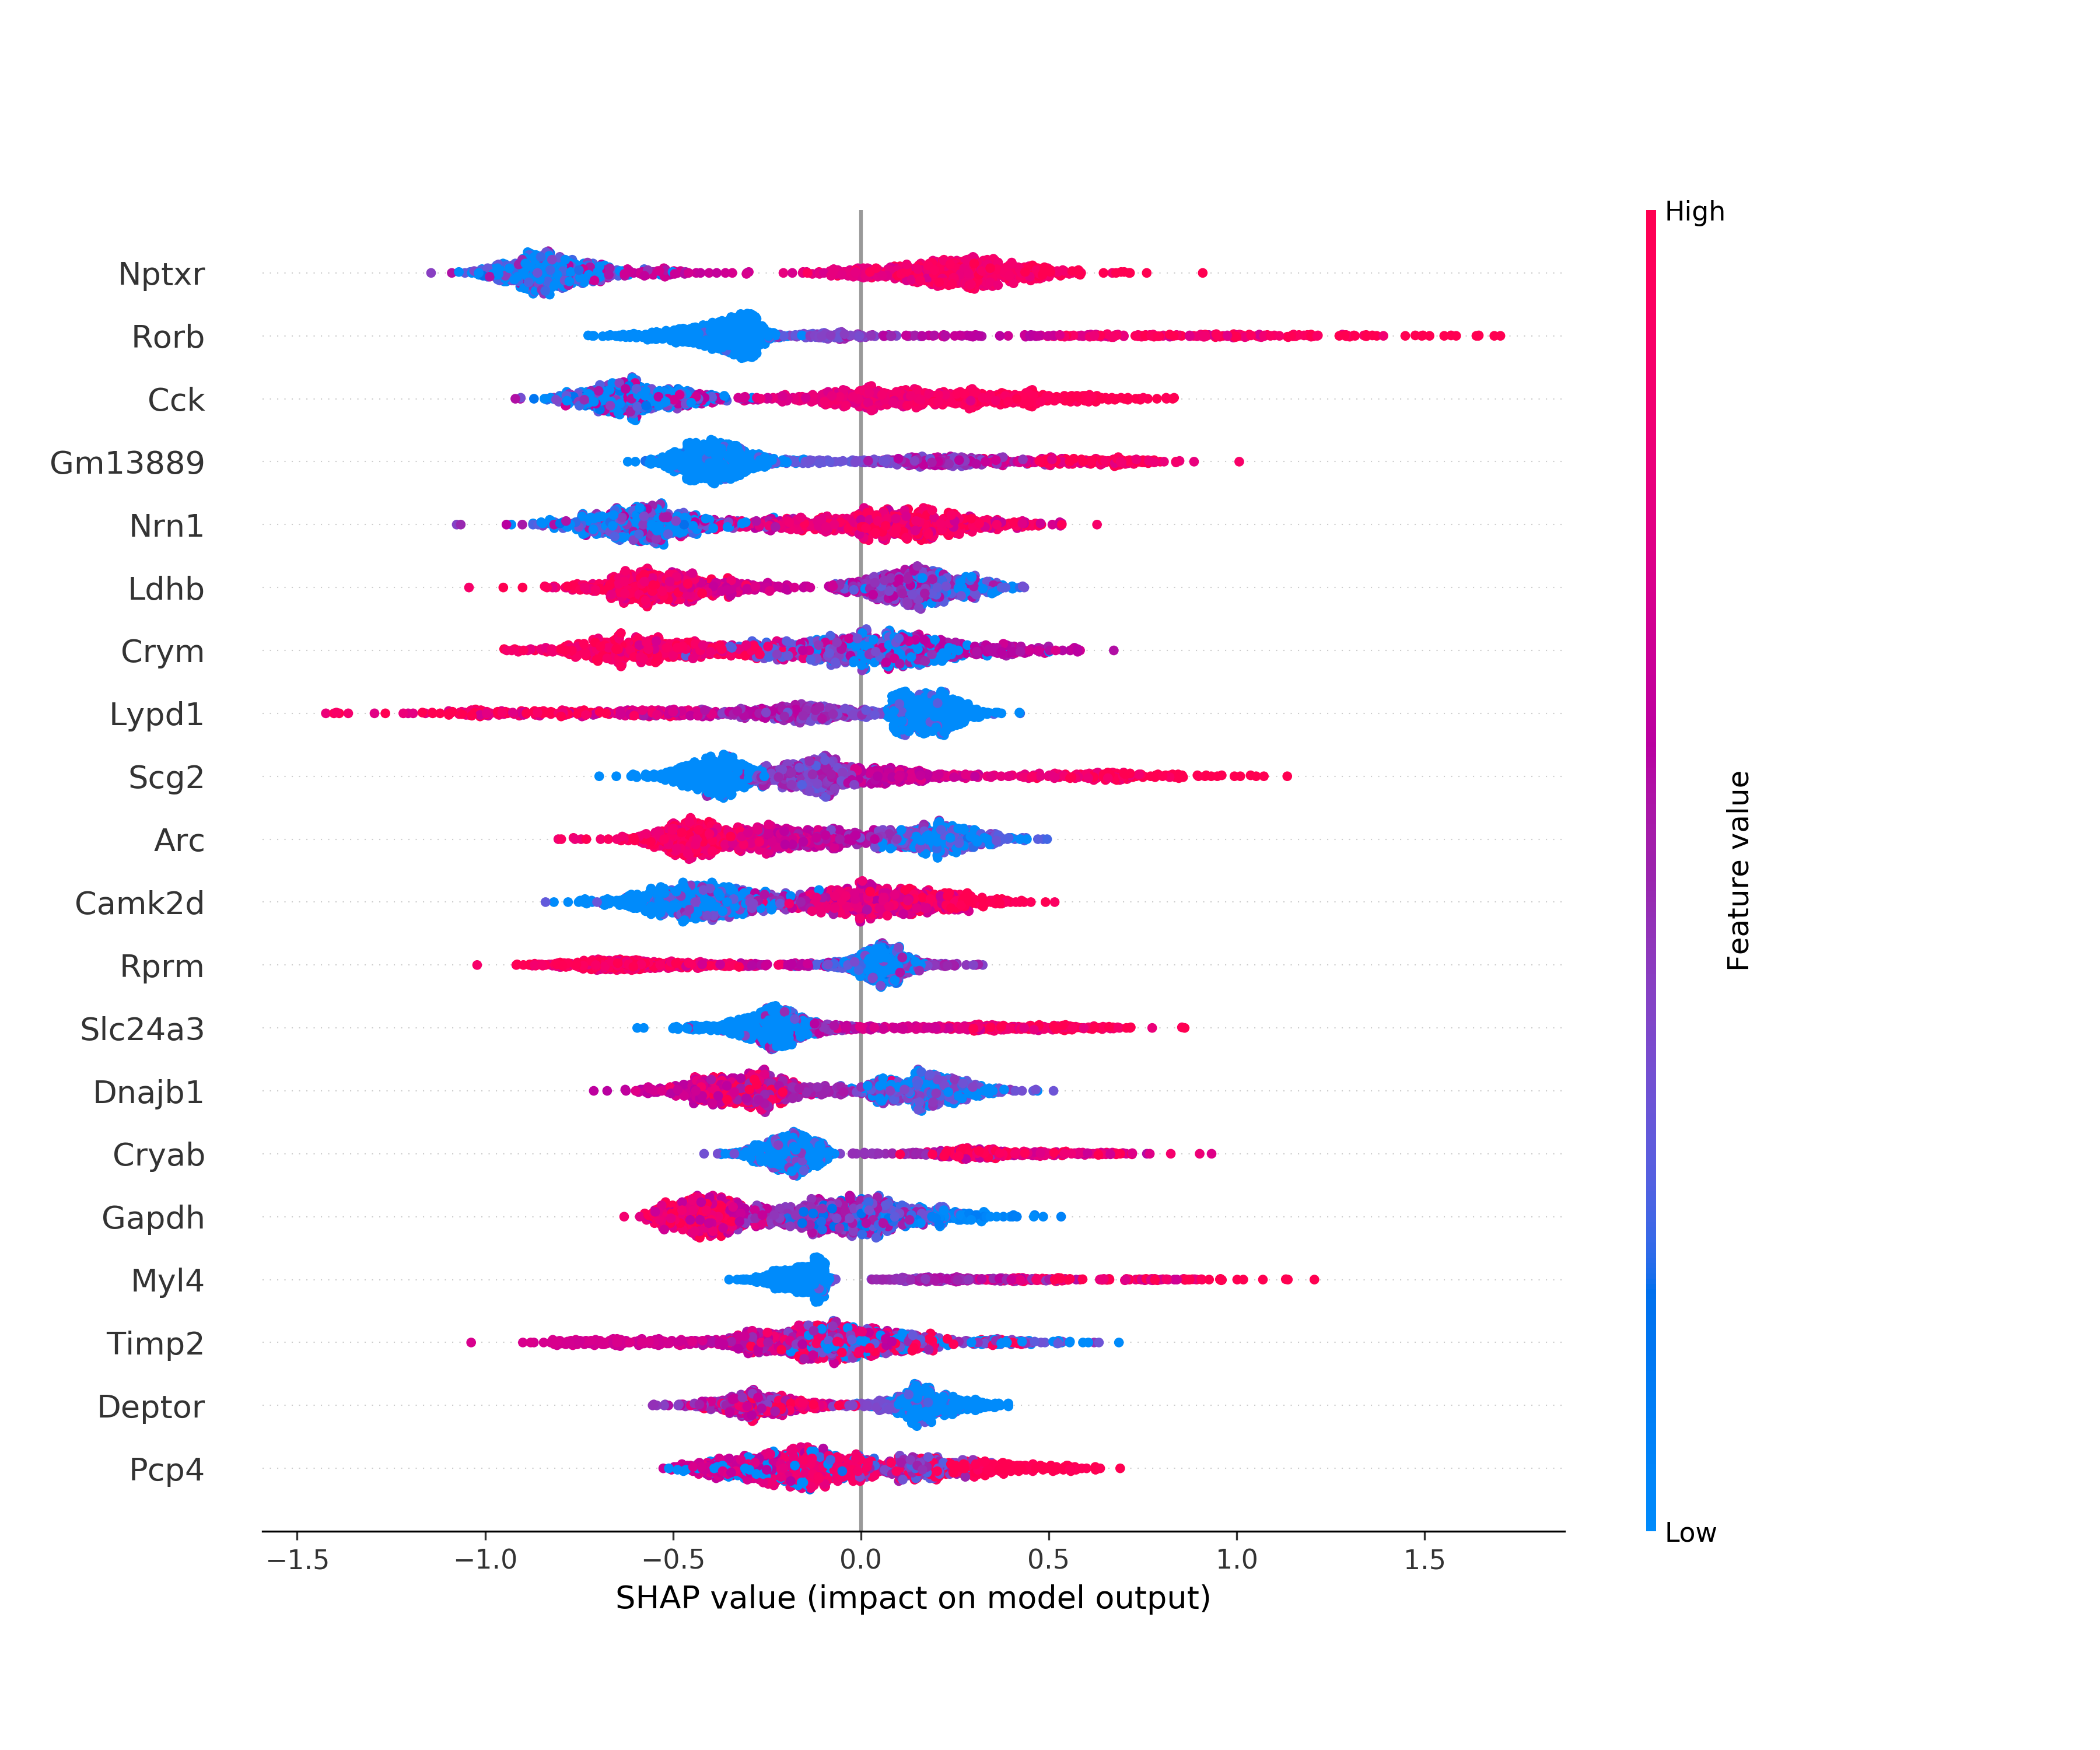 High
Nptxr
Rorb
Cck
Gm13889
Nrn1
Ldhb
Crym
Lypd1
Scg2
Arc
Camk2d
Rprm
Slc24a3
Dnajb1
Cryab
Gapdh
Myl4
Timp2
Deptor
Pcp4
Feature value
Low
−1.5 −1.0 −0.5 0.0 0.5 1.0 1.5
SHAP value (impact on model output)